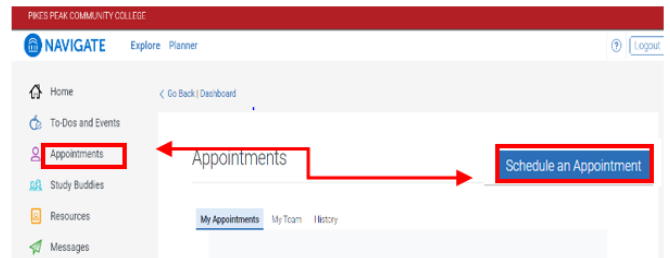 PIKES PEAK COMMUNITY COLLEGE
NAVIGATE Explore Planner ? Logout
Home
< Go Back | Dashboard
To-Dos and Events
Appointments
Appointments
Schedule an Appointment
Study Buddies
Resources
My Appointments My Team History
Messages